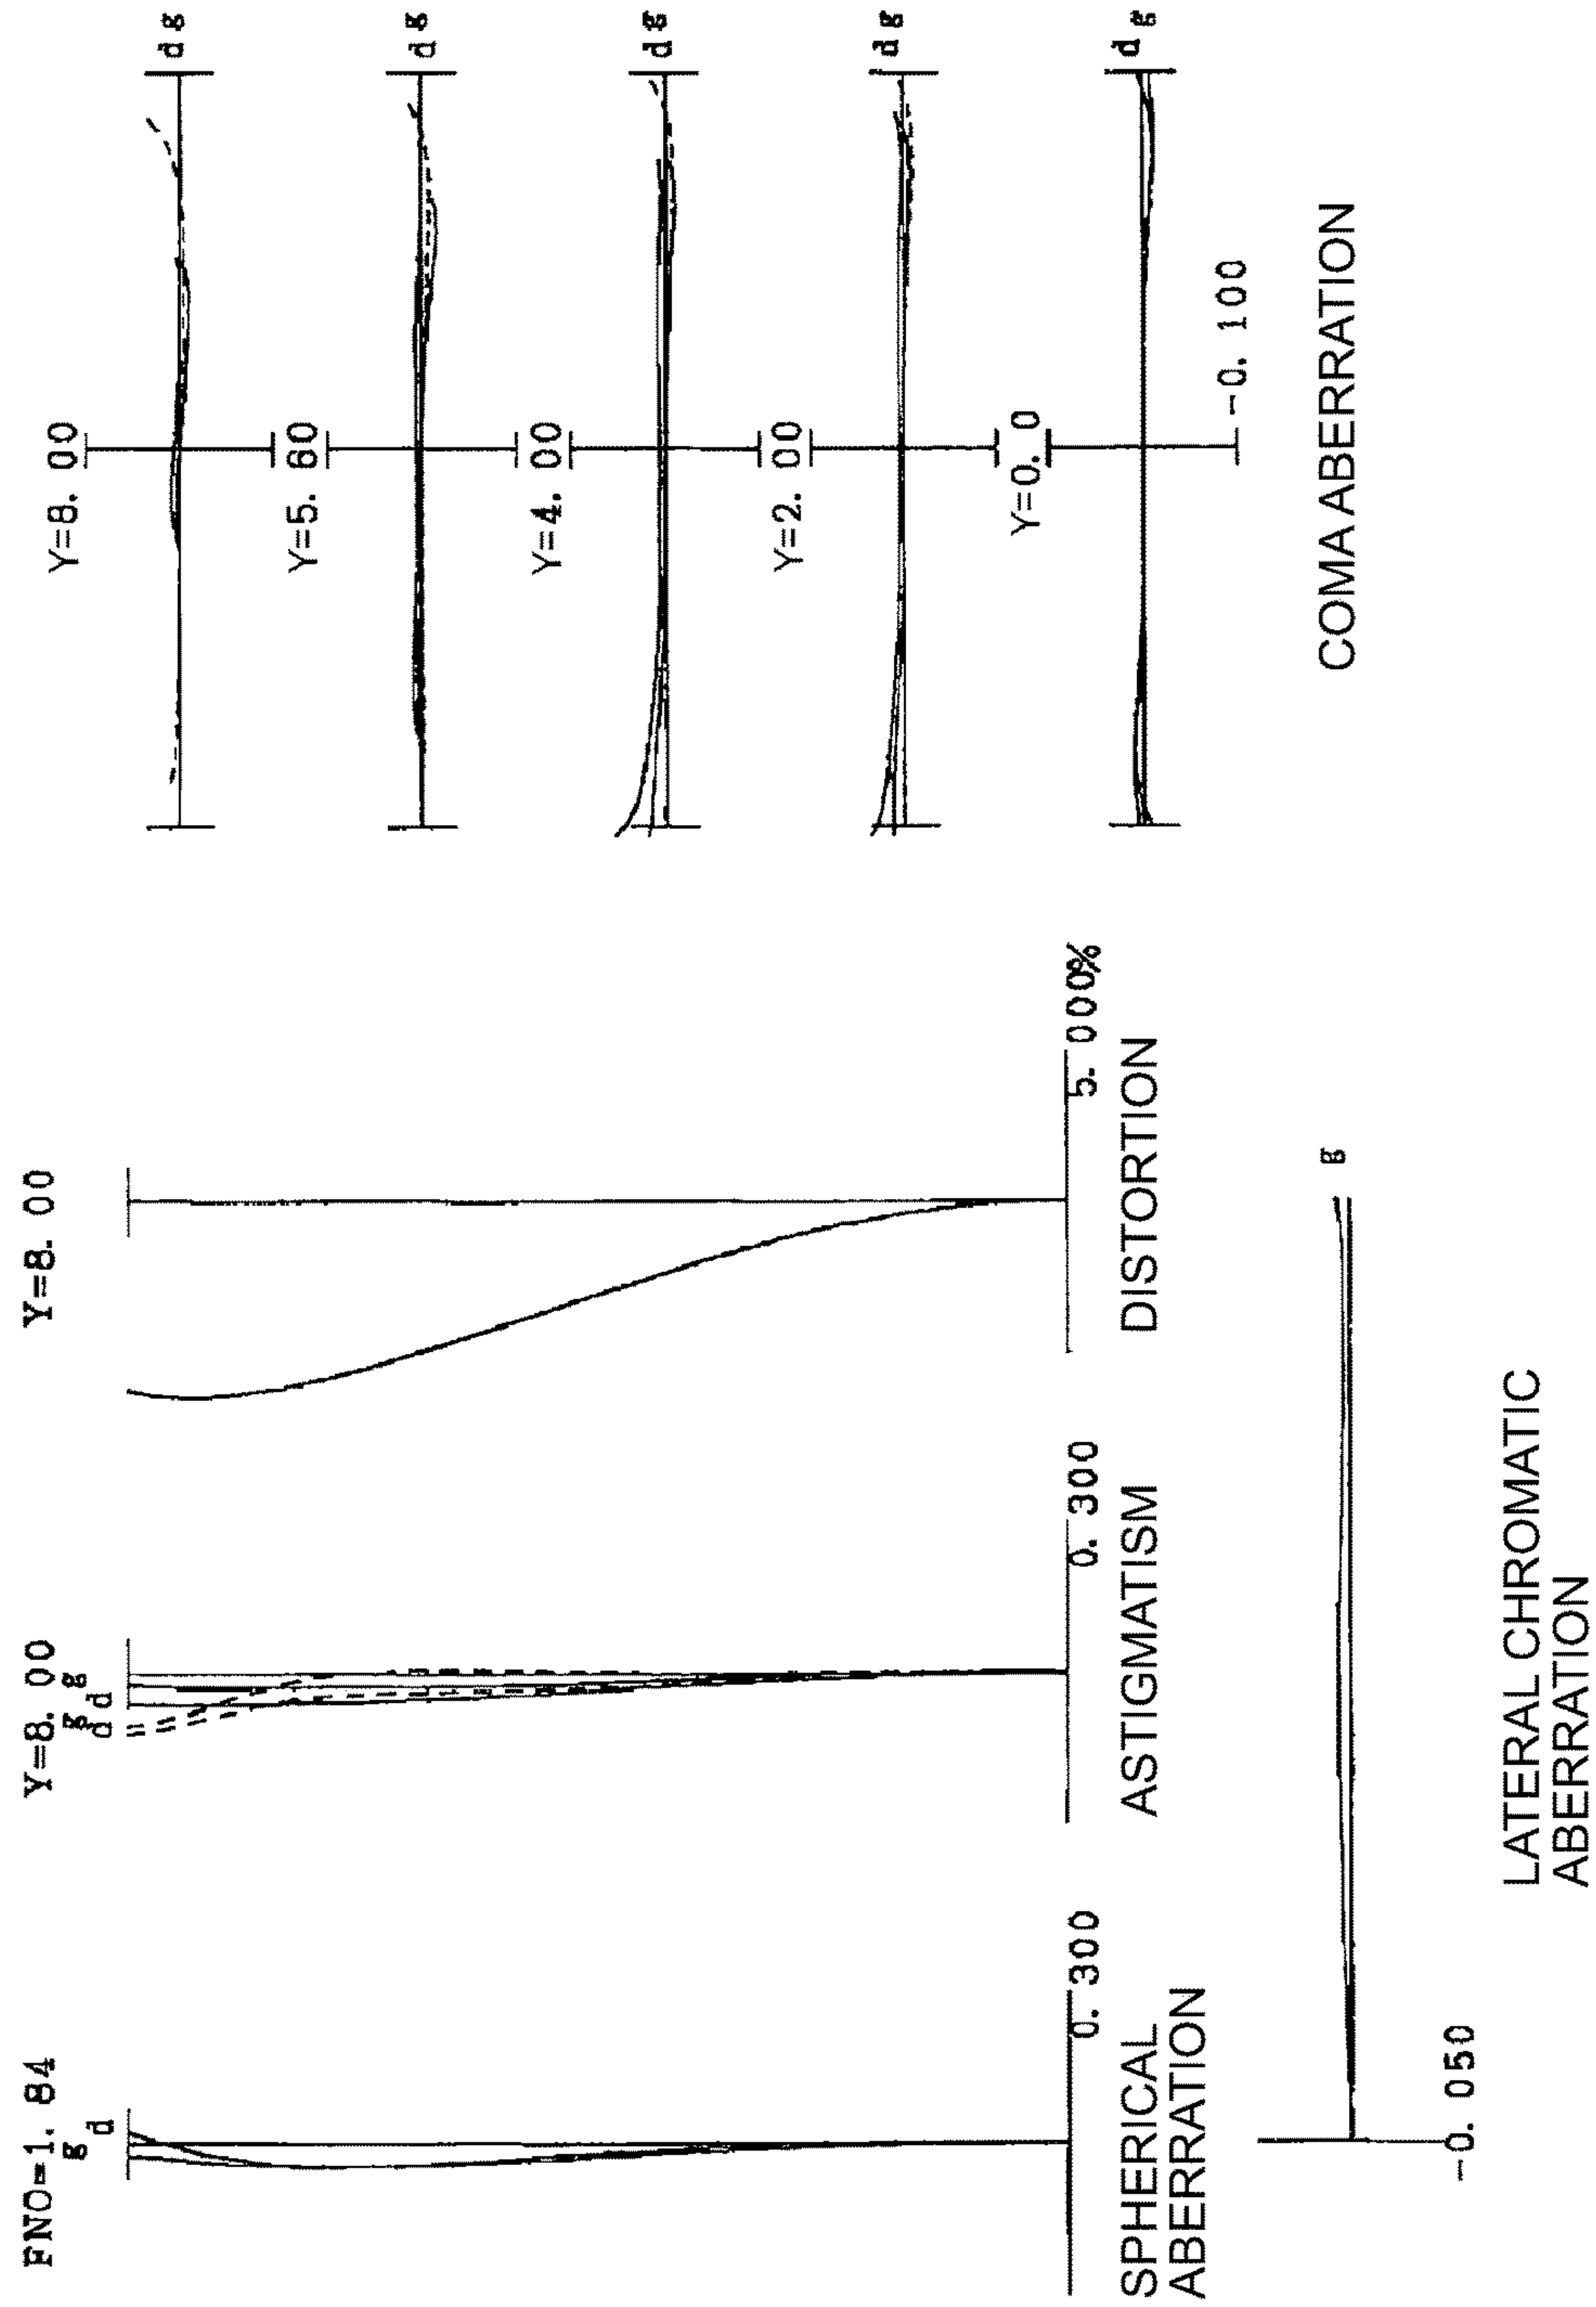 FNO=1. 84
g
d
0. 300
SPHERICAL
ABERRATION
Y=8. 00
g g
d d
0. 300
ASTIGMATISM
Y=8. 00
5. 000%
DISTORTION
Y=8. 00
d g
Y=5. 60
d g
Y=4. 00
d g
Y=2. 00
d g
Y=0. 0
d g
-0. 100
COMA ABERRATION
g
-0. 050
LATERAL CHROMATIC
ABERRATION